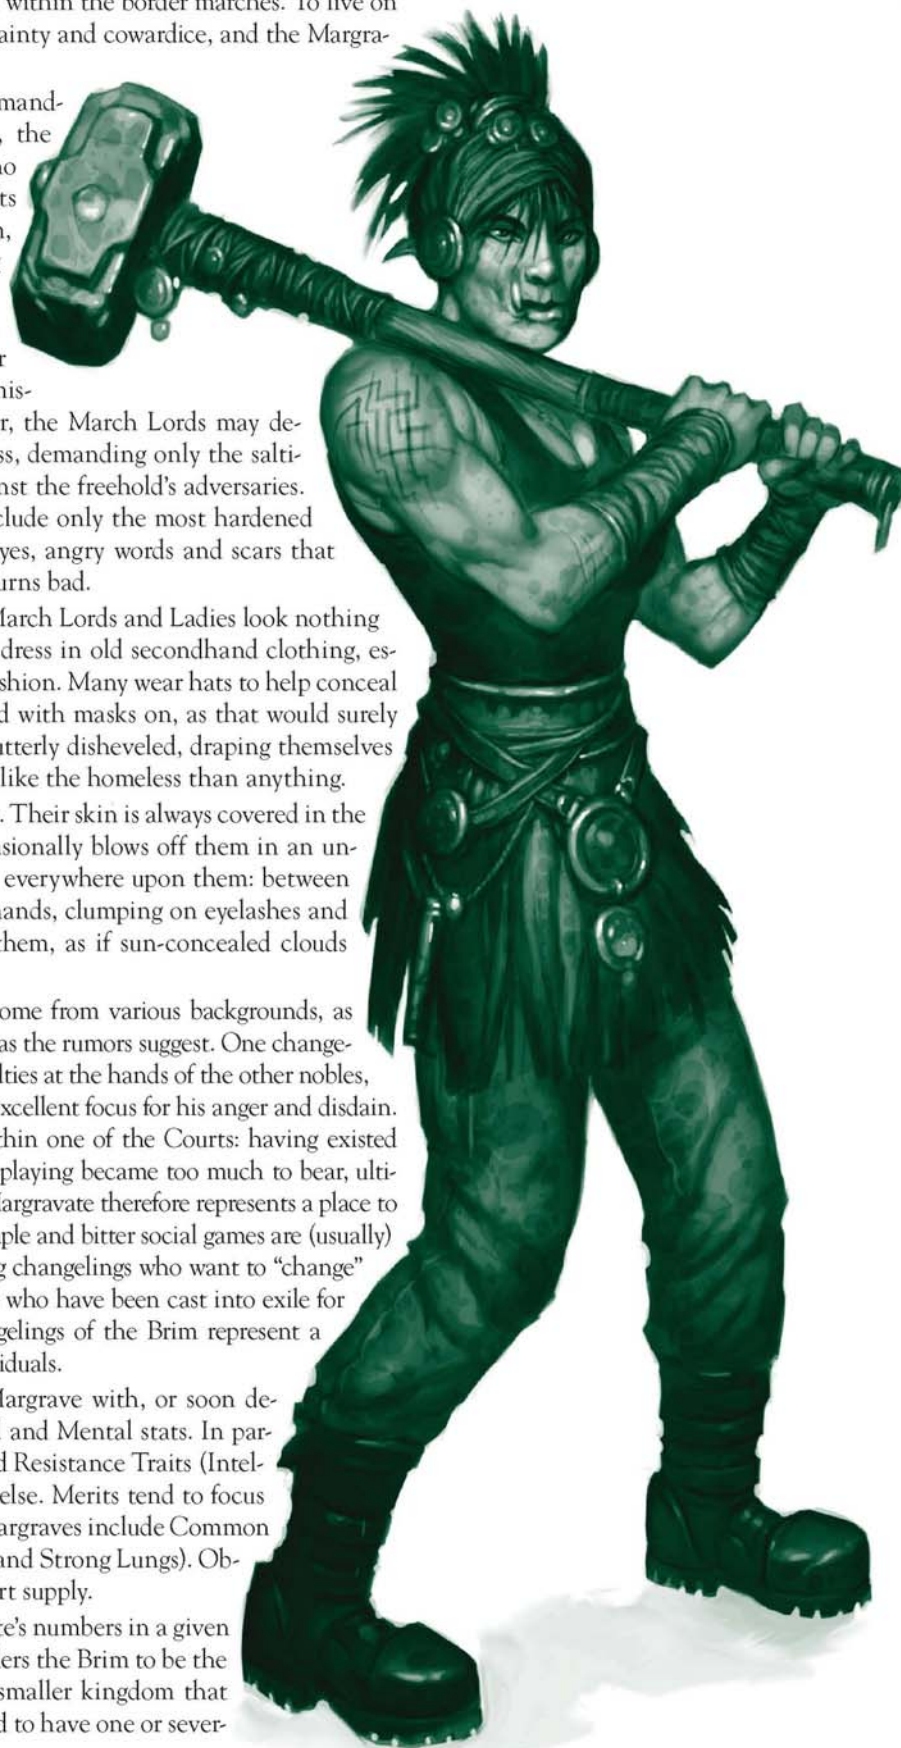 within the border marches. To live on
ainty and cowardice, and the Margra-
mand-
, the
no
ts
n,
r
his-
r, the March Lords may de-
ss, demanding only the salti-
nst the freehold’s adversaries.
clude only the most hardened
yes, angry words and scars that
urns bad.
March Lords and Ladies look nothing
dress in old secondhand clothing, es-
shion. Many wear hats to help conceal
d with masks on, as that would surely
utterly disheveled, draping themselves
like the homeless than anything.
. Their skin is always covered in the
sionally blows off them in an un-
everywhere upon them: between
hands, clumping on eyelashes and
them, as if sun-concealed clouds
ome from various backgrounds, as
as the rumors suggest. One change-
lties at the hands of the other nobles,
xcellent focus for his anger and disdain.
thin one of the Courts: having existed
playing became too much to bear, ulti-
Margravate therefore represents a place to
ple and bitter social games are (usually)
g changelings who want to “change”
who have been cast into exile for
gelings of the Brim represent a
iduals.
Margrave with, or soon de-
l and Mental stats. In par-
d Resistance Traits (Intel-
else. Merits tend to focus
argraves include Common
and Strong Lungs). Ob-
rt supply.
te’s numbers in a given
ers the Brim to be the
smaller kingdom that
d to have one or sever-